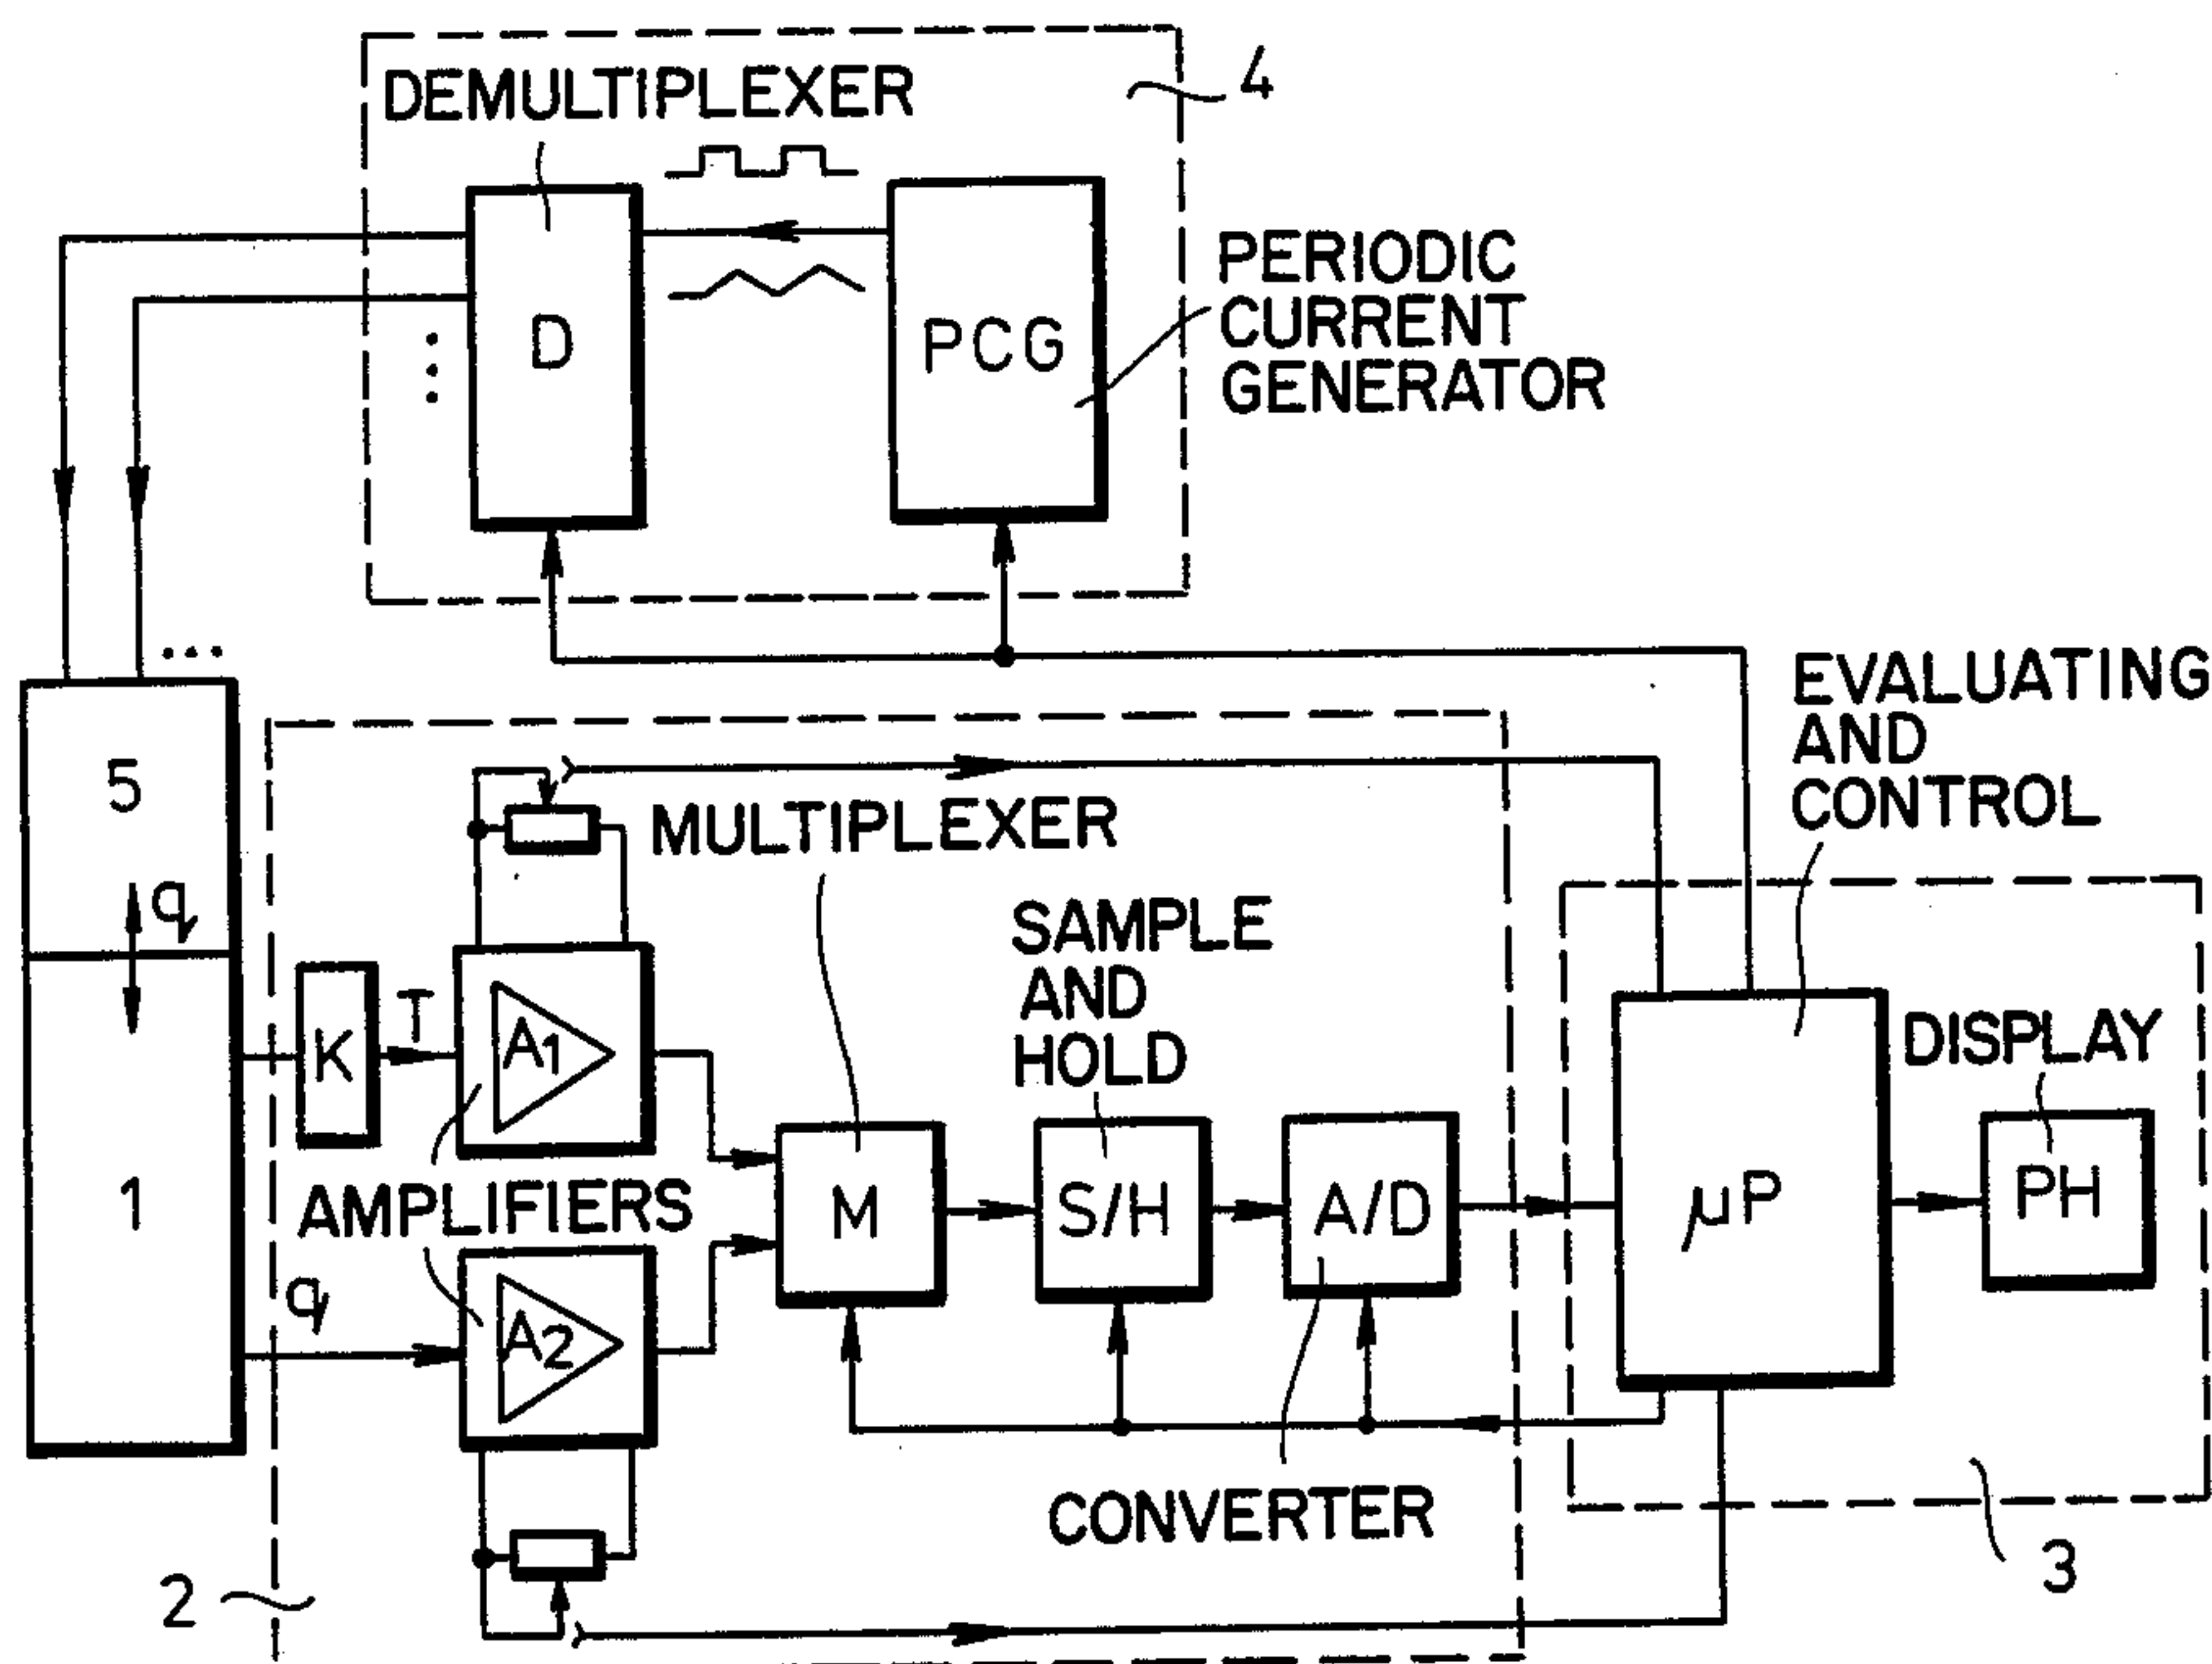 DEMULTIPLEXER
4
D
PCG
PERIODIC
CURRENT
GENERATOR
EVALUATING
AND
CONTROL
5
q
MULTIPLEXER
SAMPLE
AND
HOLD
K
T
A1
DISPLAY
1
AMPLIFIERS
M
S/H
A/D
µP
PH
q
A2
CONVERTER
2
3